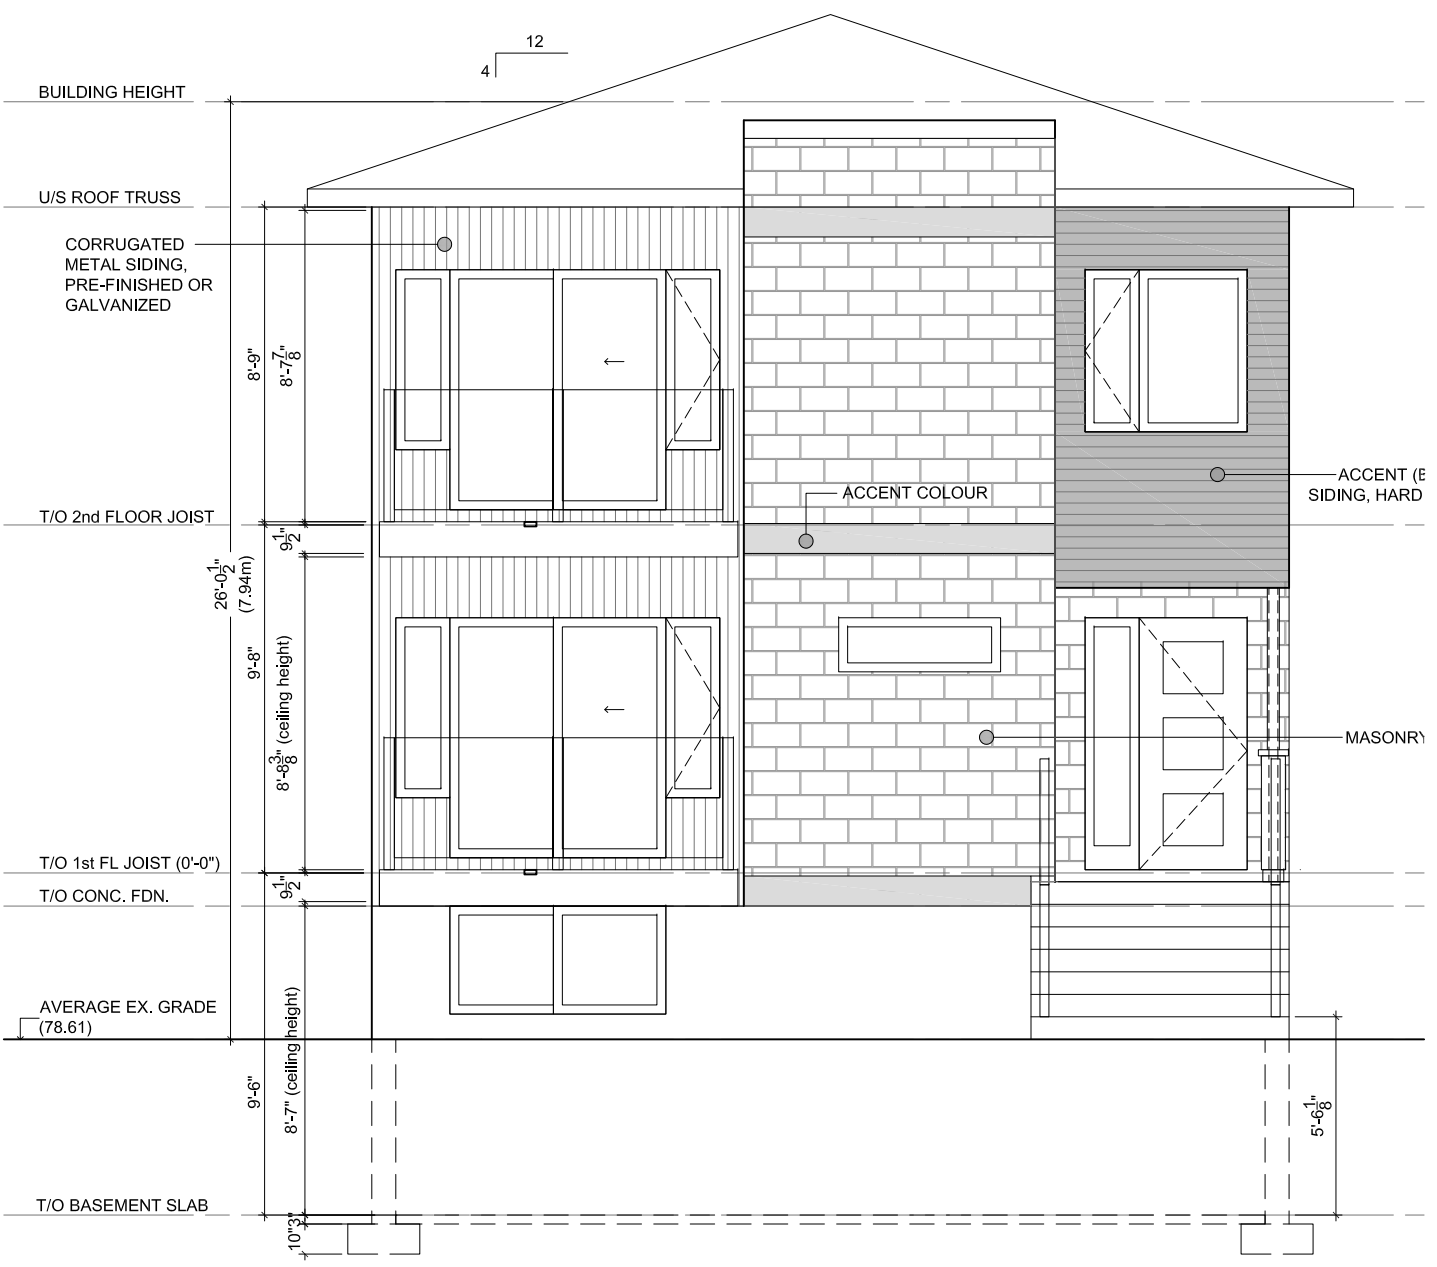 12
4
BUILDING HEIGHT
U/S ROOF TRUSS
CORRUGATED
METAL SIDING,
PRE-FINISHED OR
GALVANIZED
8'-9"
8'-7 7/8"
ACCENT (B
SIDING, HARD
ACCENT COLOUR
T/O 2nd FLOOR JOIST
9 1/2"
26'-0 1/2"
(7.94m)
9'-8"
8'-8 3/8" (ceiling height)
MASONRY
T/O 1st FL JOIST (0'-0")
9 1/2"
T/O CONC. FDN.
AVERAGE EX. GRADE
(78.61)
9'-6"
8'-7" (ceiling height)
5'-6 1/8"
T/O BASEMENT SLAB
3"
10"